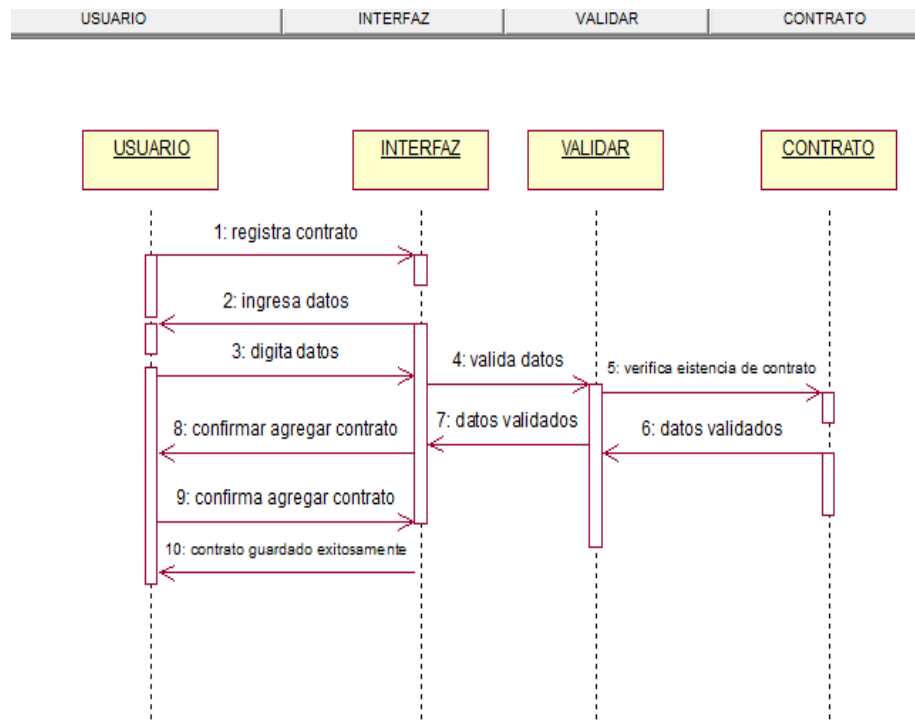 USUARIO INTERFAZ VALIDAR CONTRATO
USUARIO INTERFAZ VALIDAR CONTRATO
1: registra contrato
2: ingresa datos
3: digita datos
4: valida datos
5: verifica eistencia de contrato
6: datos validados
7: datos validados
8: confirmar agregar contrato
9: confirma agregar contrato
10: contrato guardado exitosamente